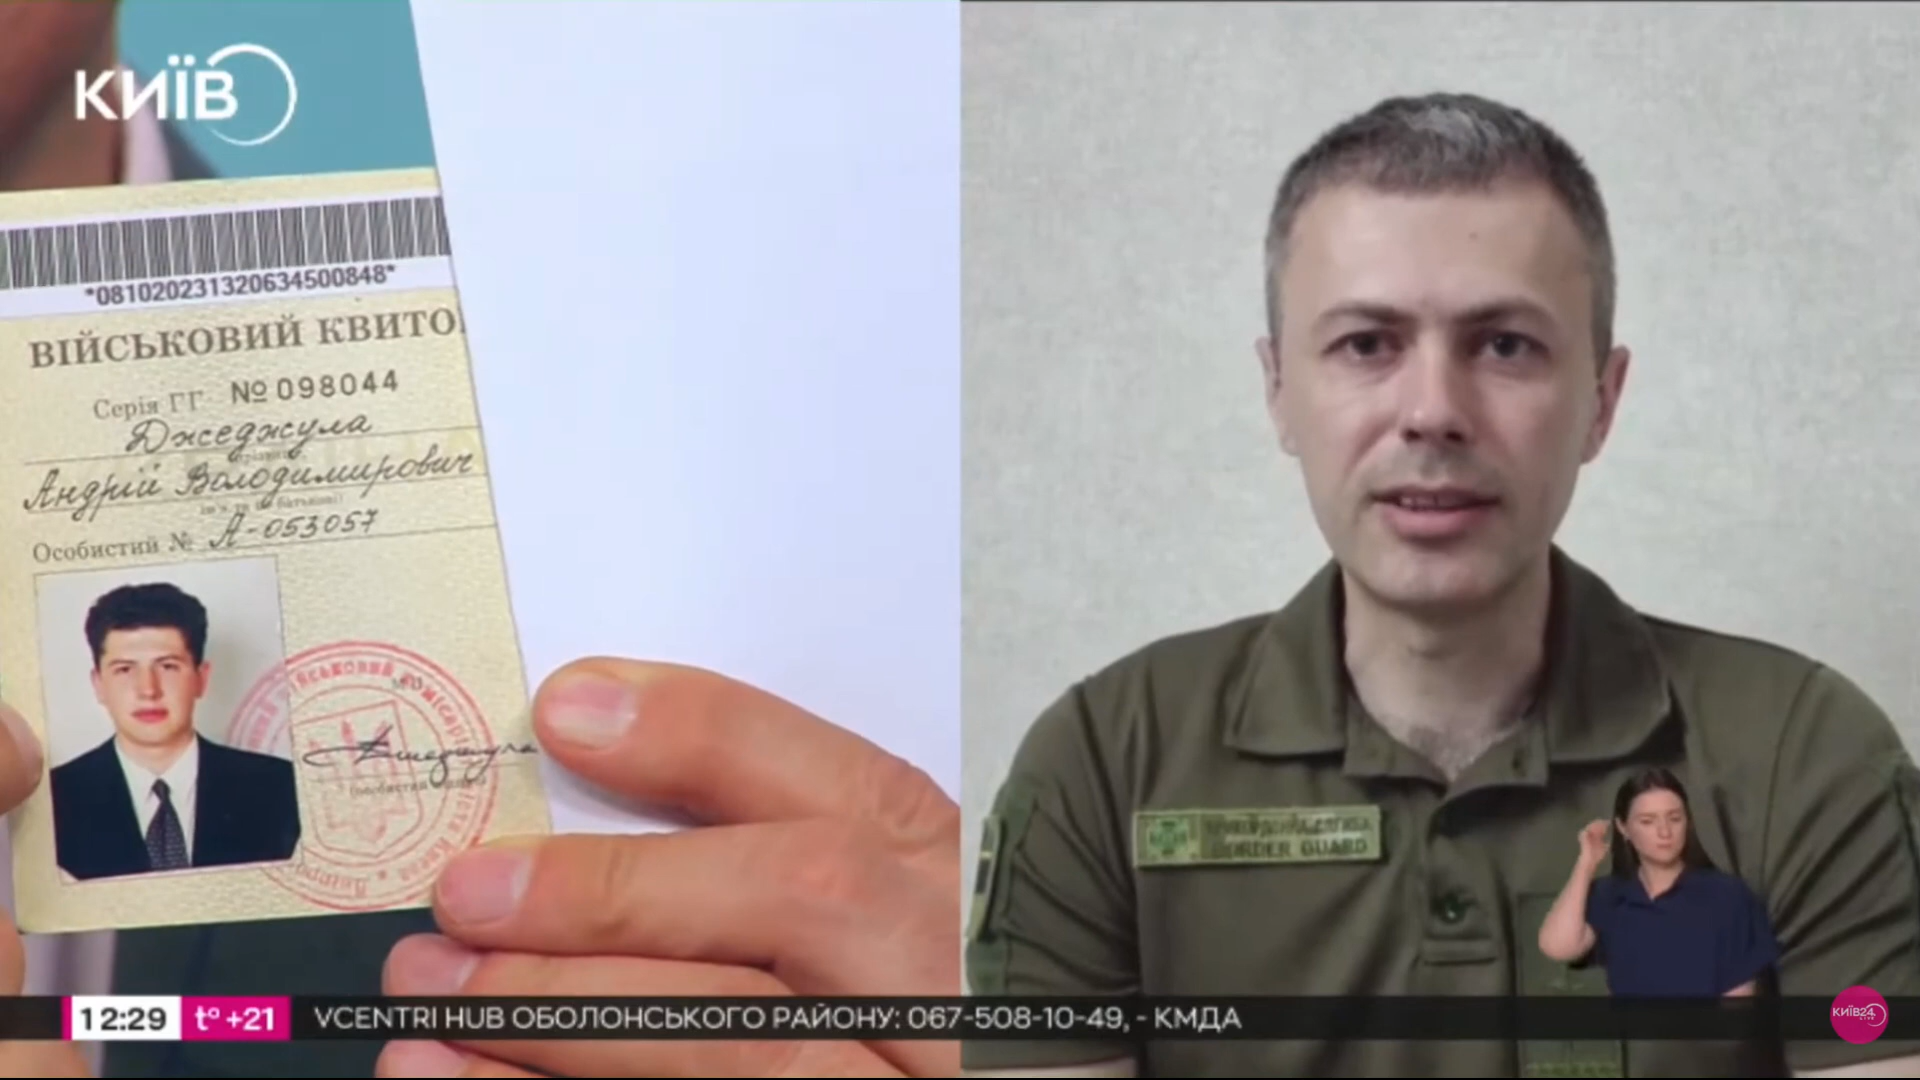 КИЇВ
*081020231320634500848*
ВІЙСЬКОВИЙ КВИТО
Серія ГГ № 098044
Джеджула
Андрій Володимирович
Особистий № А-053057
BORDER GUARD
12:29 t° +21 VCENTRI HUB ОБОЛОНСЬКОГО РАЙОНУ: 067-508-10-49, - КМДА
КИЇВ24